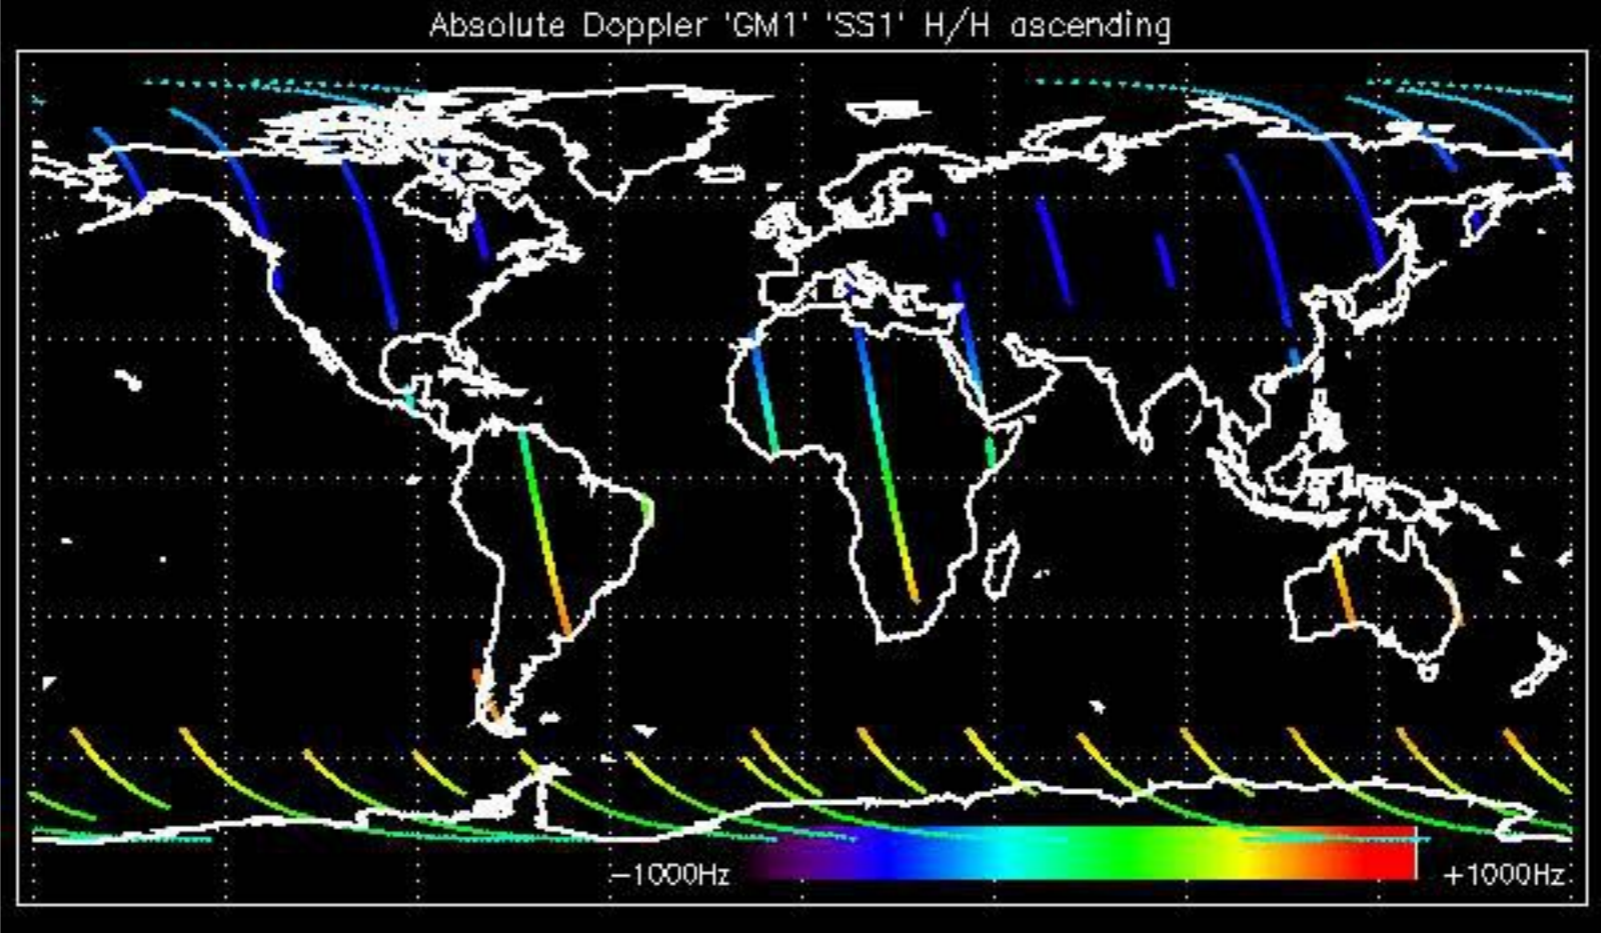 Absolute Doppler 'GM1' 'SS1' H/H ascending
−1000Hz +1000Hz